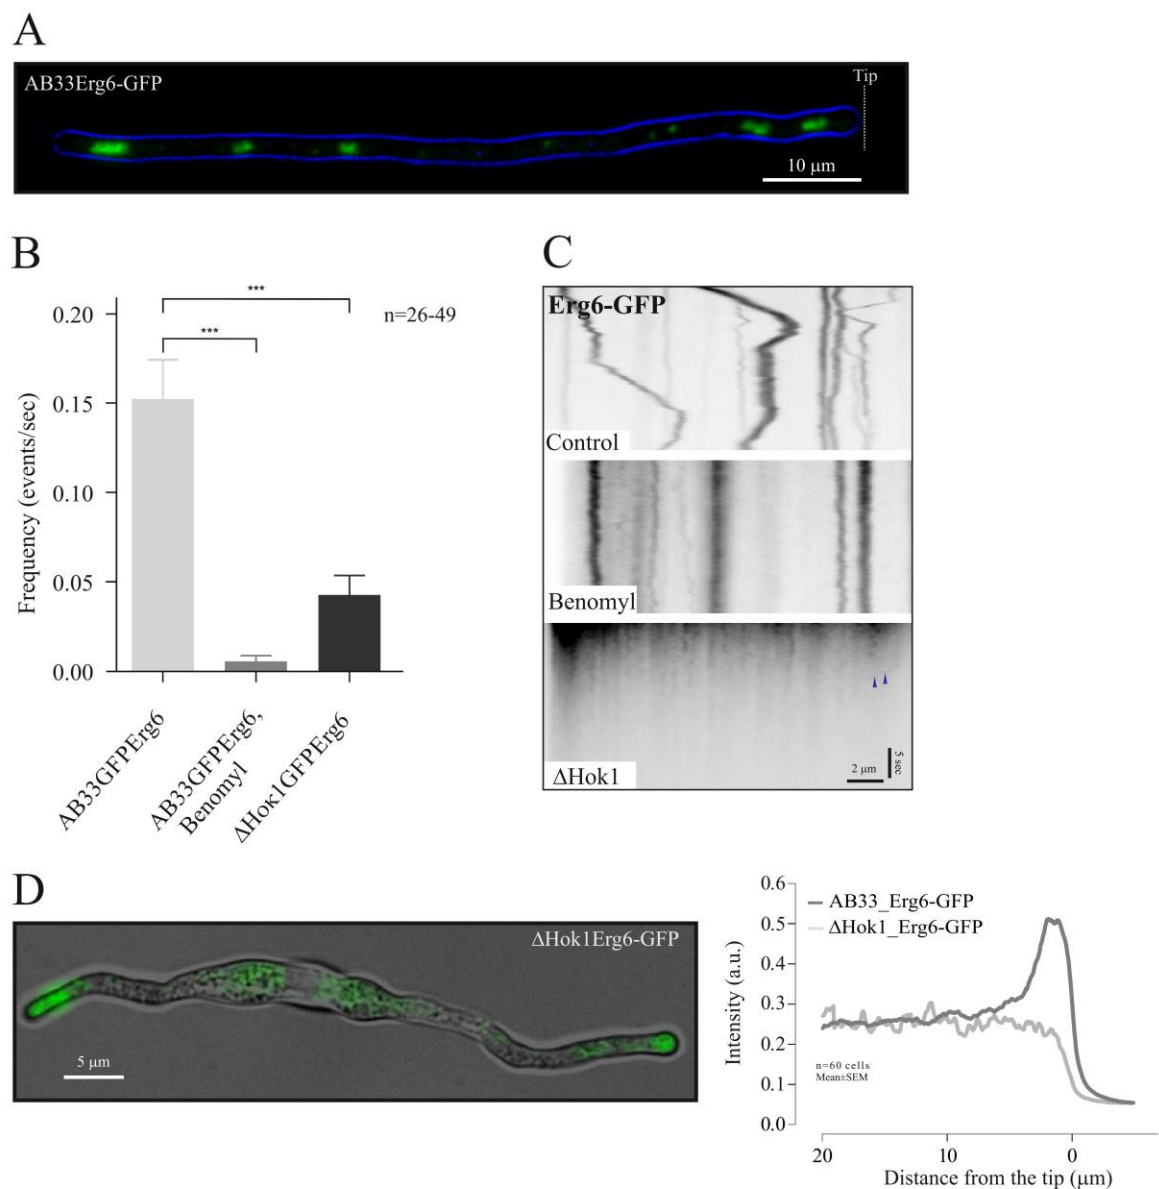 A
AB33Erg6-GFP
Tip
10 μm
B
***
***
n=26-49
0.20
0.15
0.10
0.05
0.00
Frequency (events/sec)
AB33GFPErg6
AB33GFPErg6,
Benomyl
ΔHoк1GFPErg6
C
Erg6-GFP
Control
Benomyl
ΔHok1
2 μm
5 sec
D
ΔHok1Erg6-GFP
5 μm
0.6
0.5
0.4
0.3
0.2
0.1
0.0
Intensity (a.u.)
AB33_Erg6-GFP
ΔHok1_Erg6-GFP
n=60 cells
Mean±SEM
20 10 0
Distance from the tip (μm)